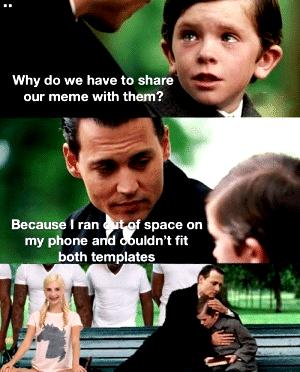 Why do we have to share
our meme with them?
Because I ran out of space on
my phone and couldn't fit
both templates